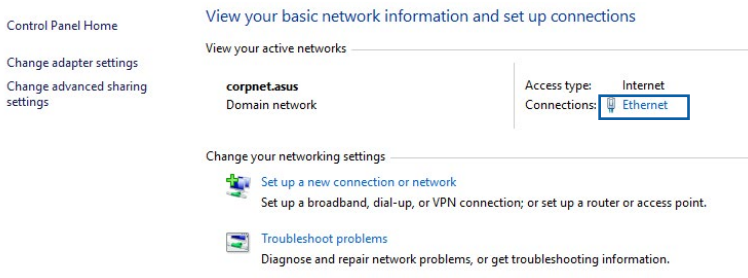 Control Panel Home
Change adapter settings
Change advanced sharing
settings
View your basic network information and set up connections
View your active networks
corpnet.asus
Domain network
Access type: Internet
Connections: Ethernet
Change your networking settings
Set up a new connection or network
Set up a broadband, dial-up, or VPN connection; or set up a router or access point.
Troubleshoot problems
Diagnose and repair network problems, or get troubleshooting information.